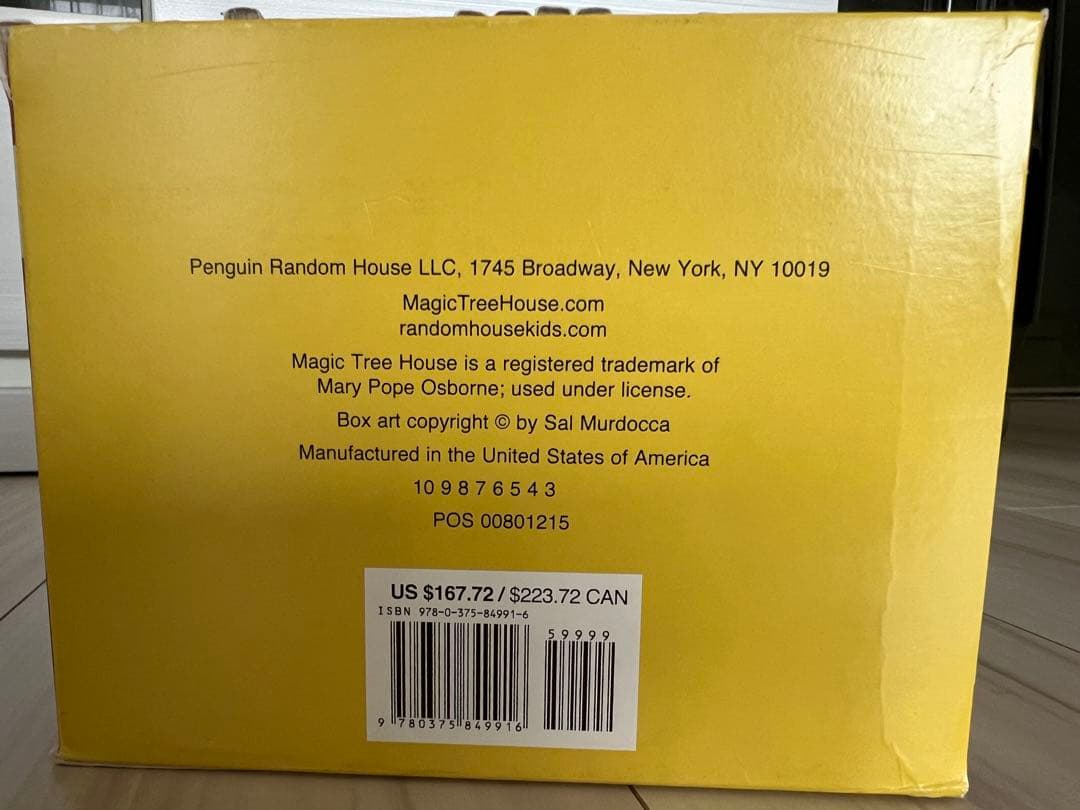 Penguin Random House LLC, 1745 Broadway, New York, NY 10019
MagicTreeHouse.com
randomhousekids.com
Magic Tree House is a registered trademark of
Mary Pope Osborne; used under license.
Box art copyright © by Sal Murdocca
Manufactured in the United States of America
10 9 8 7 6 5 4 3
POS 00801215
US $167.72 / $223.72 CAN
ISBN 978-0-375-84991-6
59999
9 780375 849916